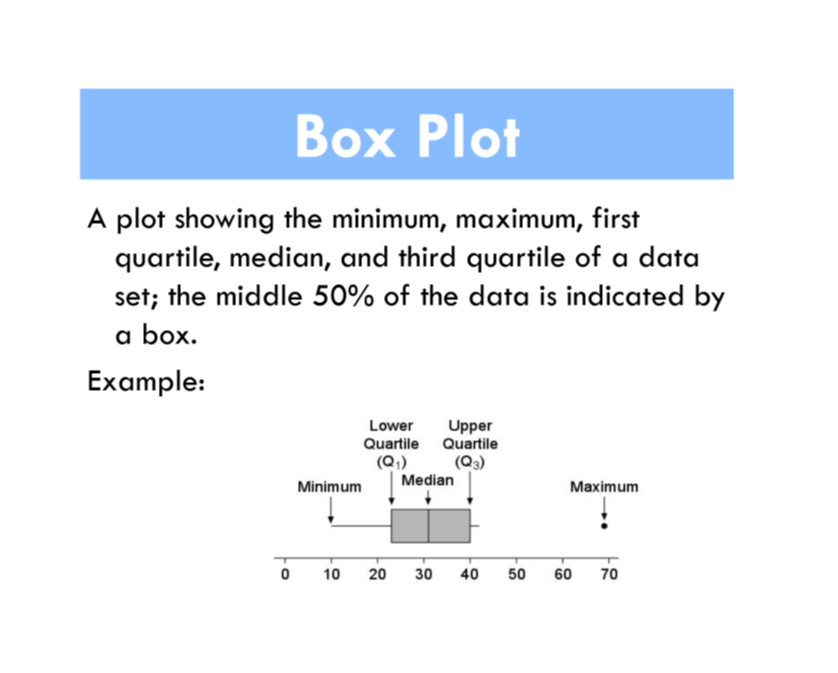 Box Plot
A plot showing the minimum, maximum, first
quartile, median, and third quartile of a data
set; the middle 50% of the data is indicated by
a box.
Example:
Lower Upper
Quartile Quartile
(Q₁) (Q₃)
Median
Minimum Maximum
0 10 20 30 40 50 60 70